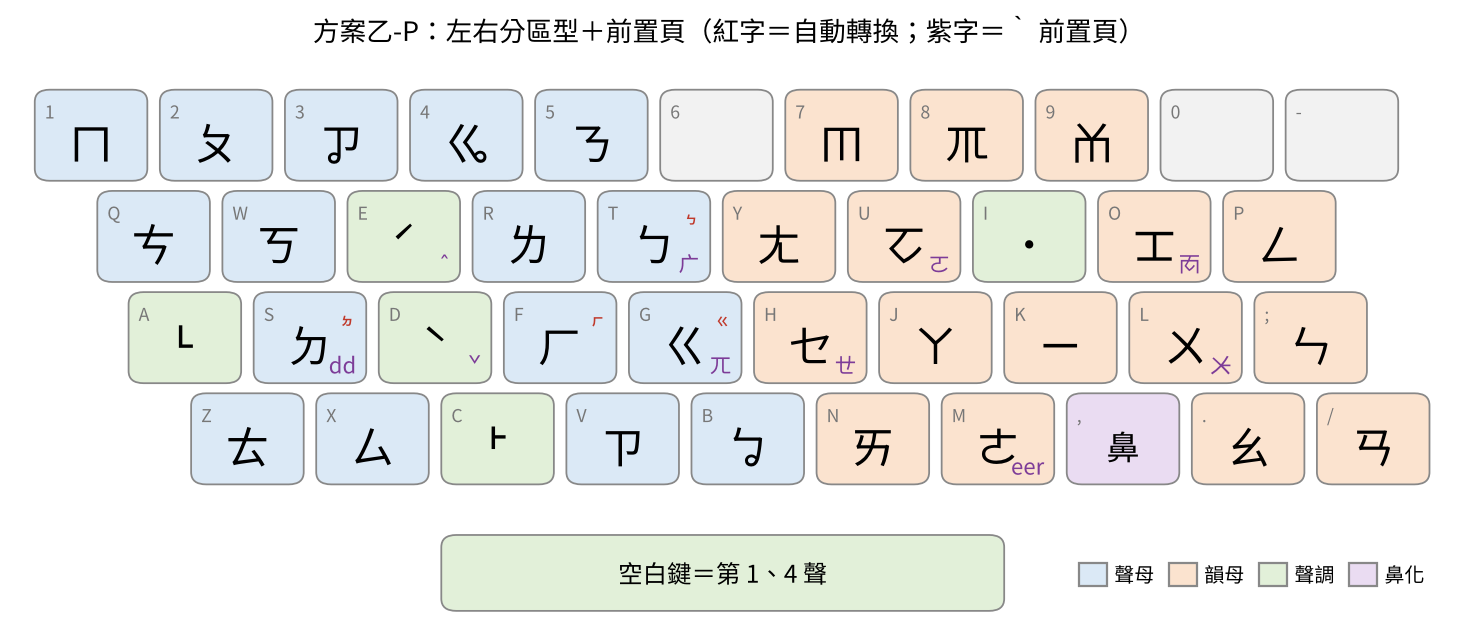 方案乙-P：左右分區型＋前置頁（紅字＝自動轉換；紫字＝｀ 前置頁）
1 ㄇ 2 ㄆ 3 ㆡ 4 ㆣ 5 ㄋ 6 7 ㆬ 8 ㆭ 9 ㆰ 0 -
Q ㄘ W ㄎ E ˊ ˆ R ㄌ T ㄅ ㆴ ㄏ Y ㄤ U ㆦ ㆧ I ˙ O ㆲ ㆱ P ㄥ
A ㆷ S ㄉ dd D ˋ ˇ F ㄏ ㆷ G ㄍ ㆶ ㆭ H ㆤ ㄝ J ㄚ K ㄧ L ㄨ ㆨ ; ㄣ
Z ㄊ X ㄙ C ㆵ V ㄗ B ㆠ N ㄞ M ㆦ eer , 鼻 . ㄠ / ㄢ
空白鍵＝第 1、4 聲
聲母 韻母 聲調 鼻化